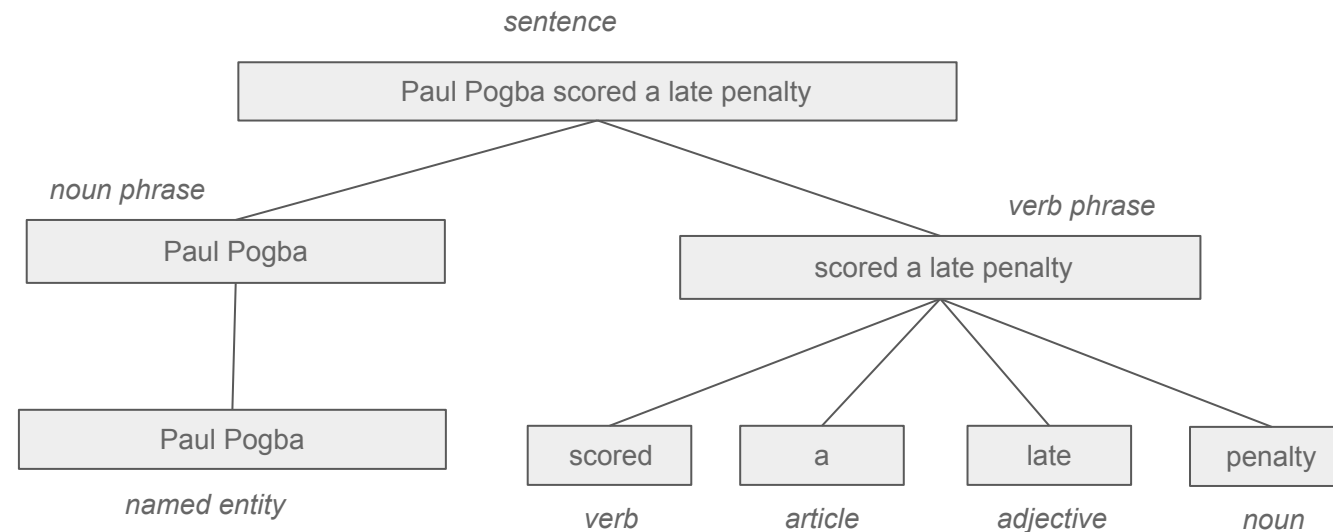 sentence
Paul Pogba scored a late penalty
noun phrase
verb phrase
Paul Pogba
scored a late penalty
Paul Pogba
scored
a
late
penalty
named entity
verb
article
adjective
noun